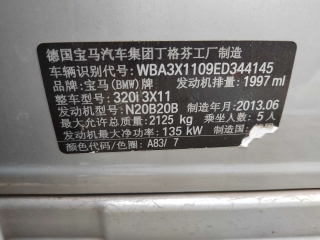 德国宝马汽车集团丁格芬工厂制造
车辆识别代号:WBA3X1109ED344145
品牌:宝马(BMW)牌 发动机排量:1997 ml
整车型号:320i 3X11
发动机型号:N20B20B 制造年月:2013.06
最大允许总质量:2125 kg 乘坐人数:5 人
发动机最大净功率:135 kW 制造国:
颜色代码/色圈:A83/ 7